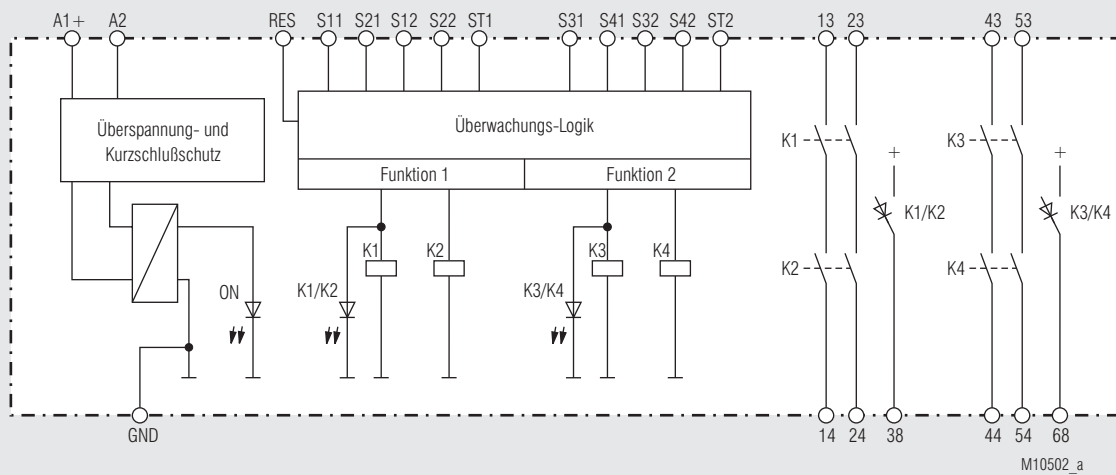 A1+ A2 RES S11 S21 S12 S22 ST1 S31 S41 S32 S42 ST2 13 23 43 53
Überspannung- und
Kurzschlußschutz
Überwachungs-Logik
Funktion 1 Funktion 2
K1 K3
+ +
K1/K2 K3/K4
K1 K2 K3 K4
K2 K4
ON K1/K2 K3/K4
GND 14 24 38 44 54 68
M10502_a